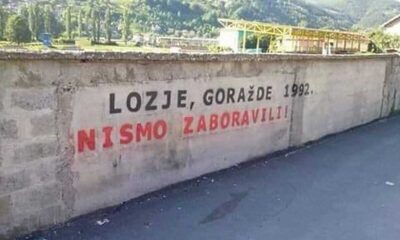 LOZJE, GORAŽDE 1992.
NISMO ZABORAVILI!